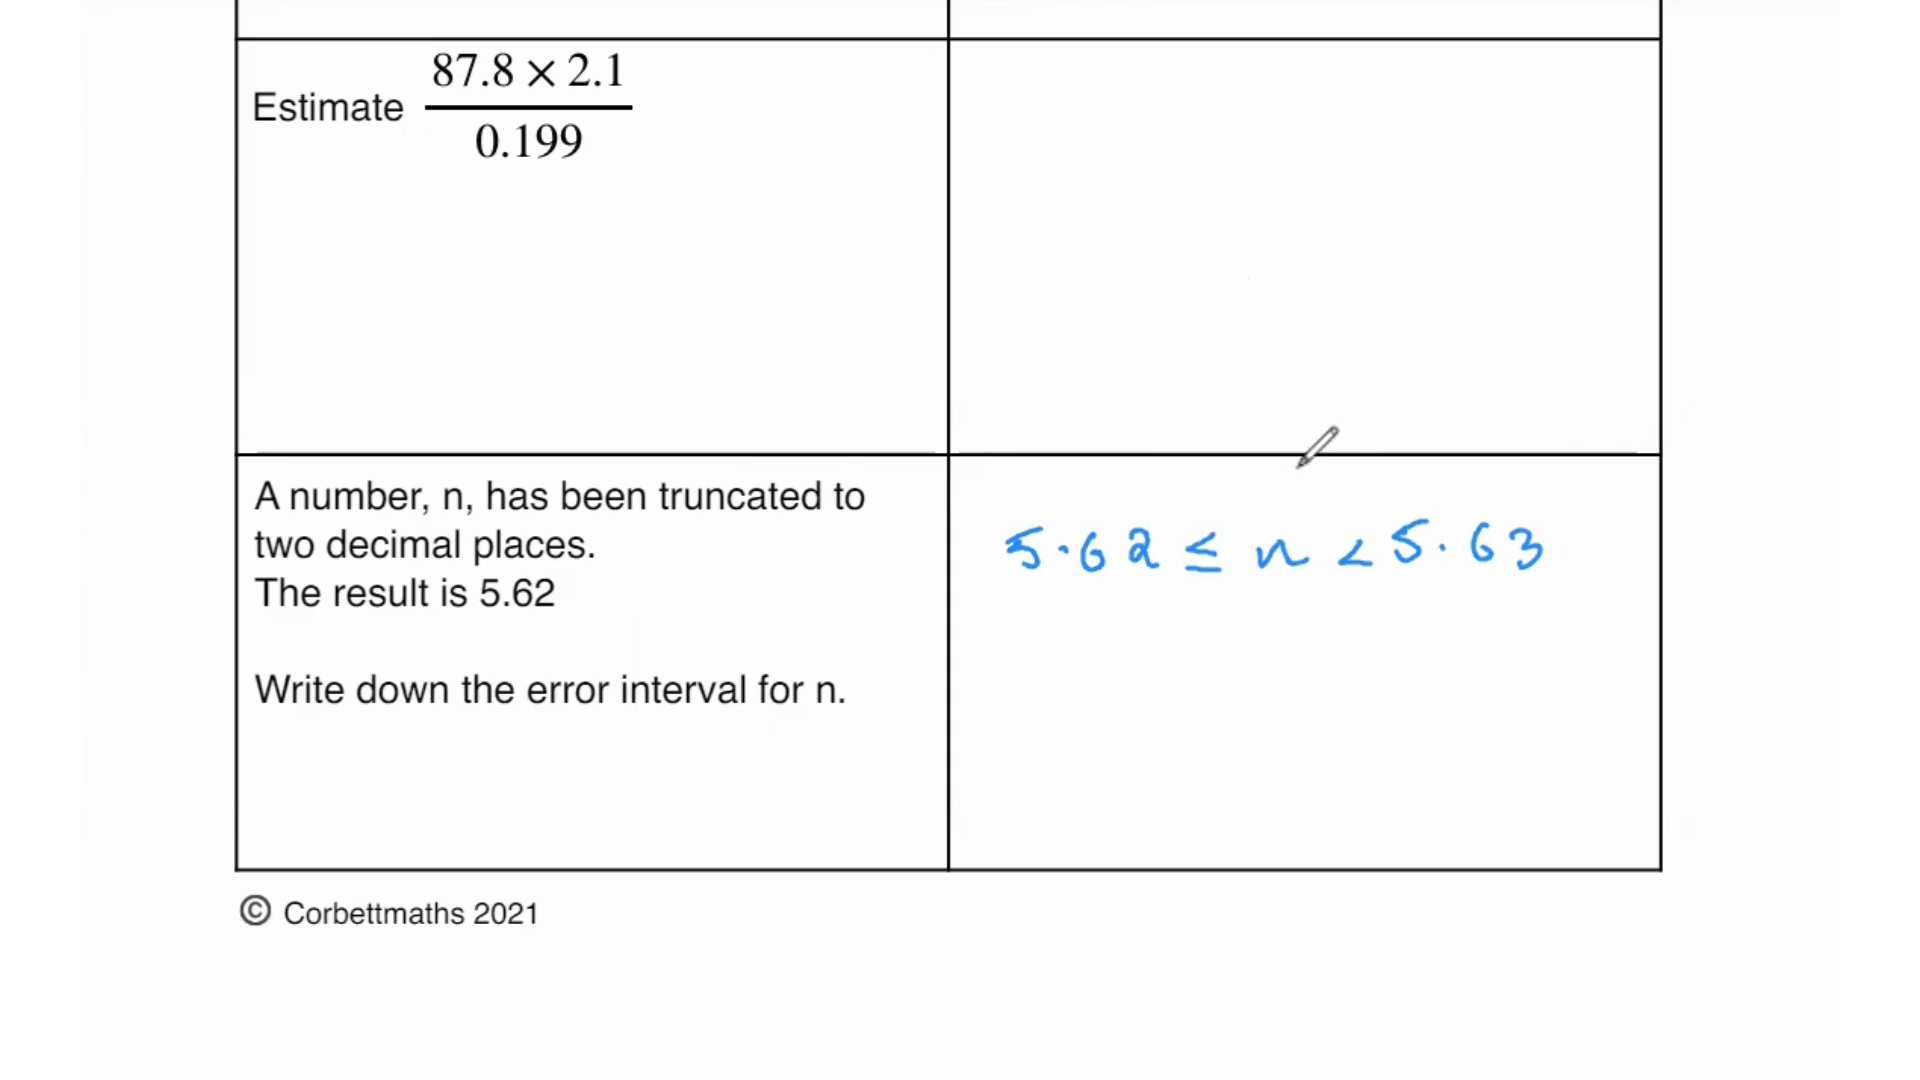 87.8 × 2.1
Estimate
0.199
A number, n, has been truncated to
two decimal places.
The result is 5.62
Write down the error interval for n.
5.62 ≤ n < 5.63
© Corbettmaths 2021